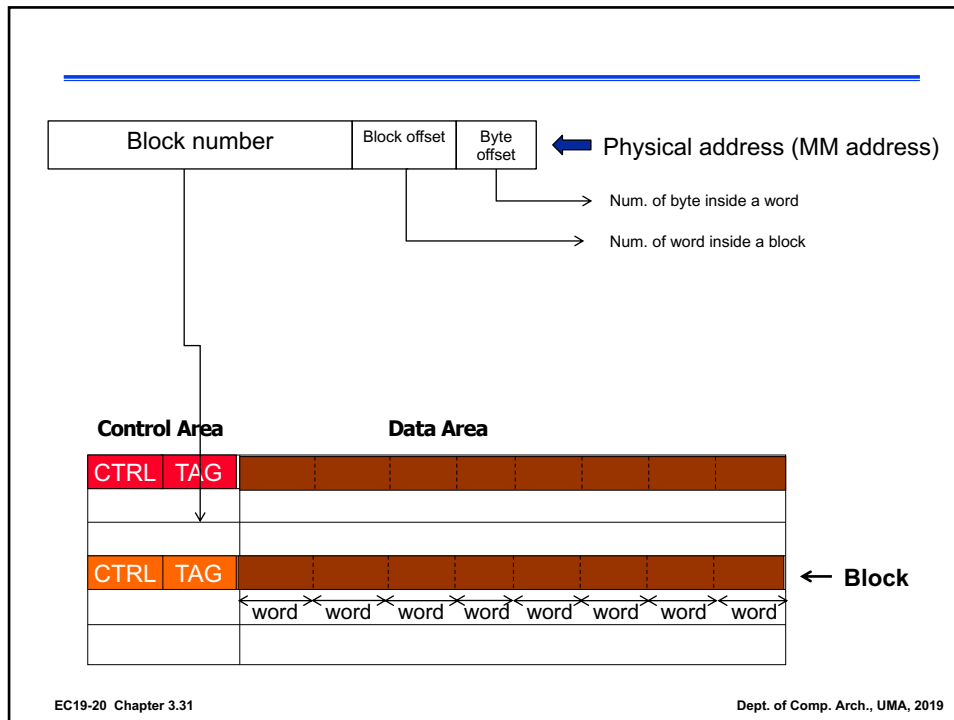 Block number
Block offset
Byte
offset
Physical address (MM address)
Num. of byte inside a word
Num. of word inside a block
Control Area
Data Area
CTRL TAG
CTRL TAG
Block
word word word word word word word word
EC19-20 Chapter 3.31
Dept. of Comp. Arch., UMA, 2019